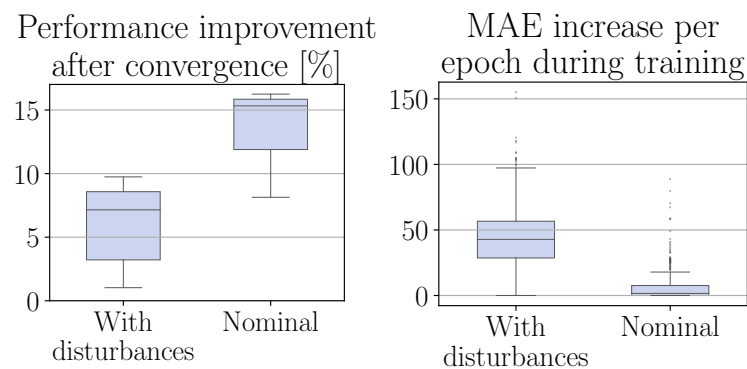 Performance improvement
after convergence [%]
15
10
5
0
With
disturbances
Nominal
MAE increase per
epoch during training
150
100
50
0
With
disturbances
Nominal